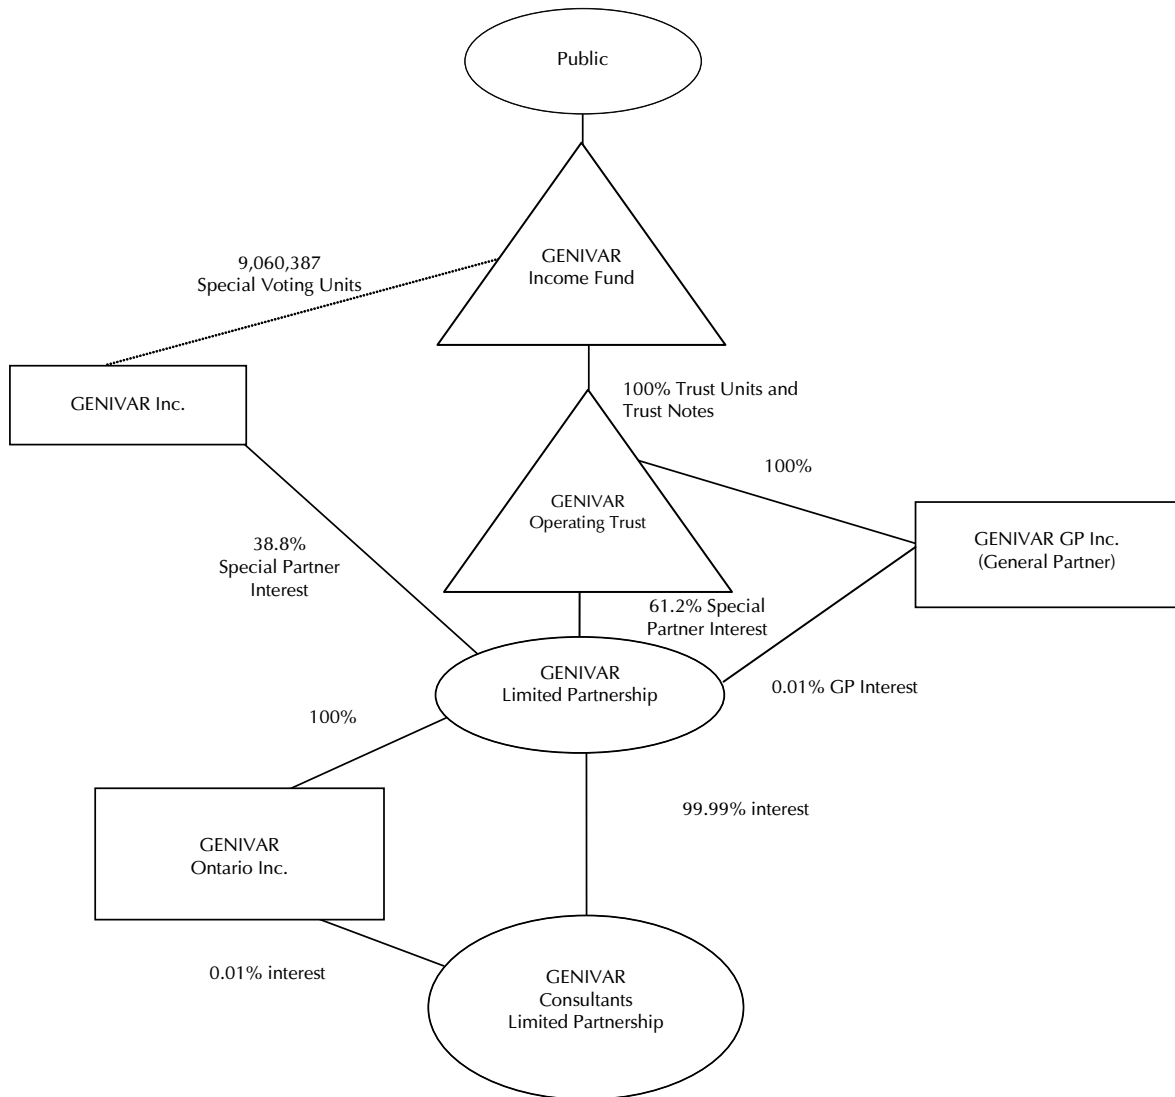 Public
GENIVAR
Income Fund
9,060,387
Special Voting Units
GENIVAR Inc.
100% Trust Units and
Trust Notes
100%
GENIVAR
Operating Trust
GENIVAR GP Inc.
(General Partner)
38.8%
Special Partner
Interest
61.2% Special
Partner Interest
GENIVAR
Limited Partnership
0.01% GP Interest
100%
99.99% interest
GENIVAR
Ontario Inc.
0.01% interest
GENIVAR
Consultants
Limited Partnership